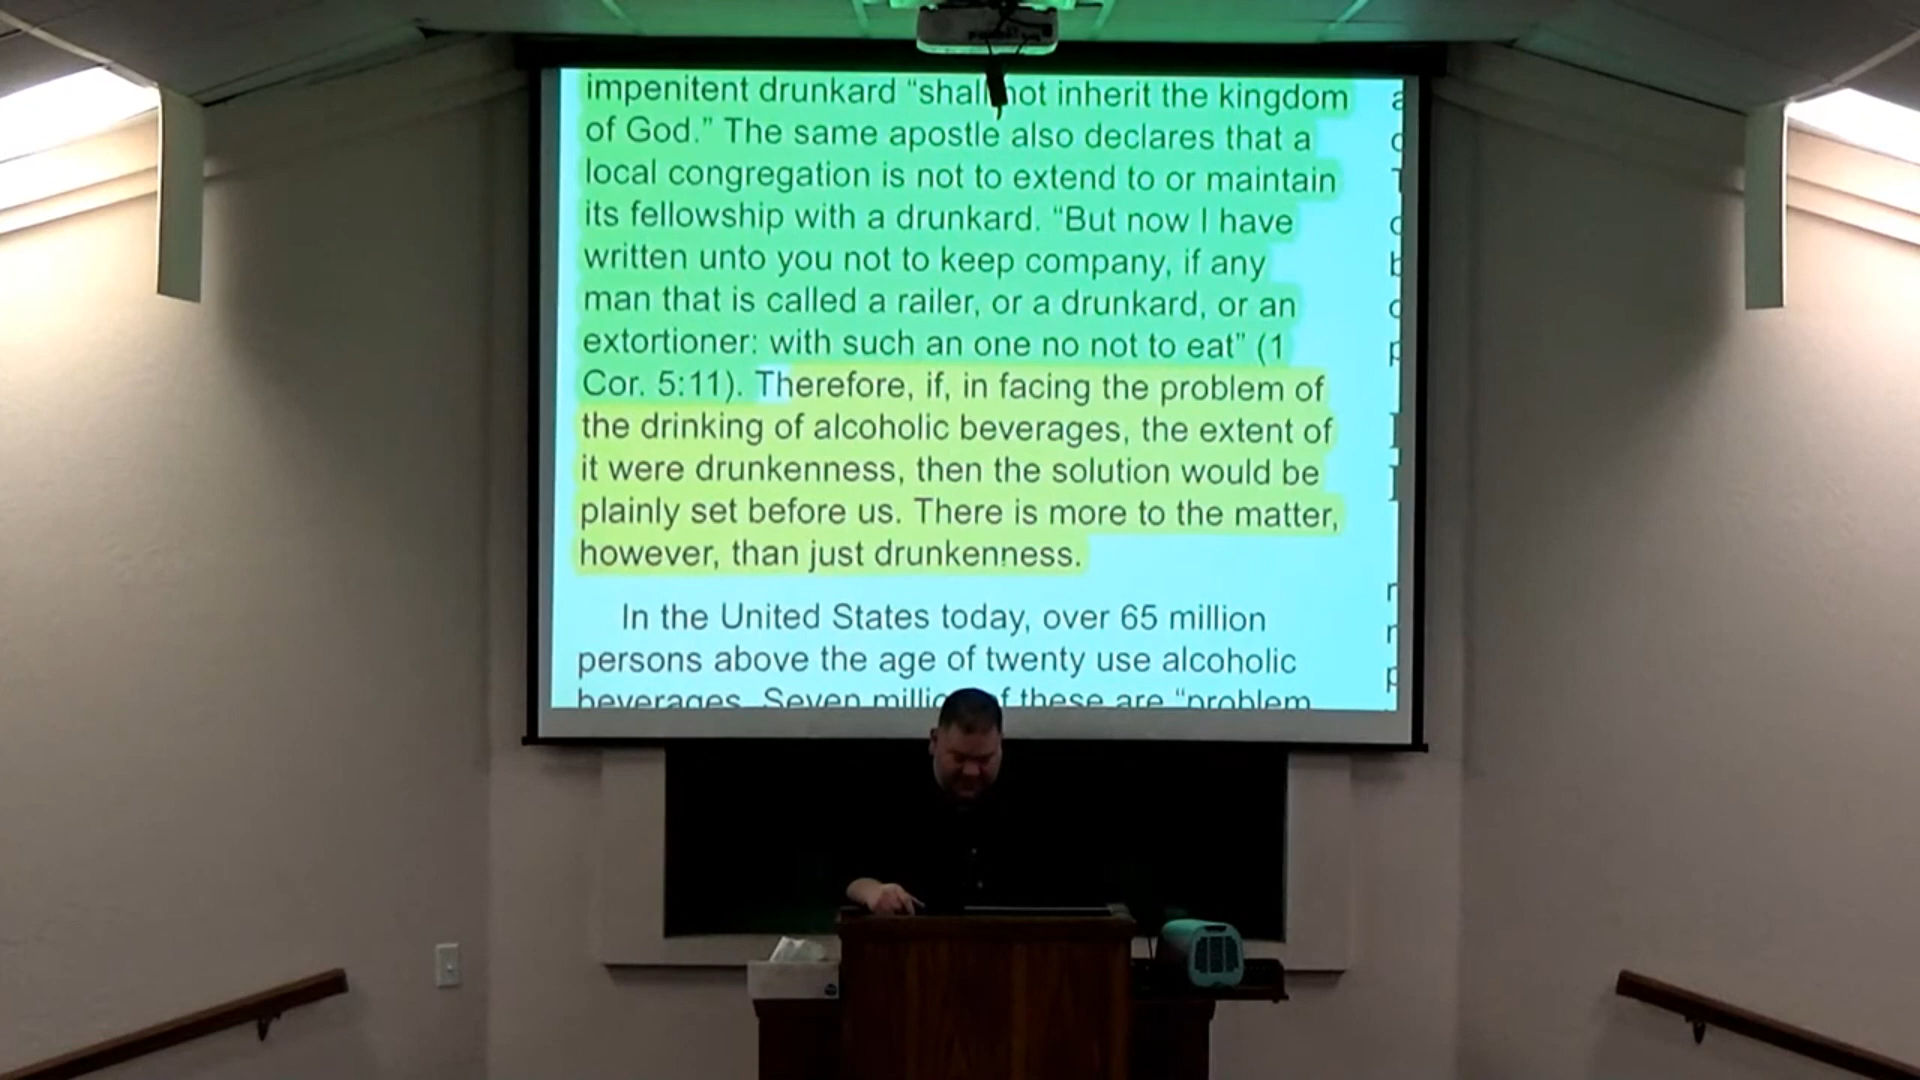 impenitent drunkard “shall not inherit the kingdom
of God.” The same apostle also declares that a
local congregation is not to extend to or maintain
its fellowship with a drunkard. “But now I have
written unto you not to keep company, if any
man that is called a railer, or a drunkard, or an
extortioner: with such an one no not to eat” (1
Cor. 5:11). Therefore, if, in facing the problem of
the drinking of alcoholic beverages, the extent of
it were drunkenness, then the solution would be
plainly set before us. There is more to the matter,
however, than just drunkenness.
In the United States today, over 65 million
persons above the age of twenty use alcoholic
beverages. Seven of these are “problem